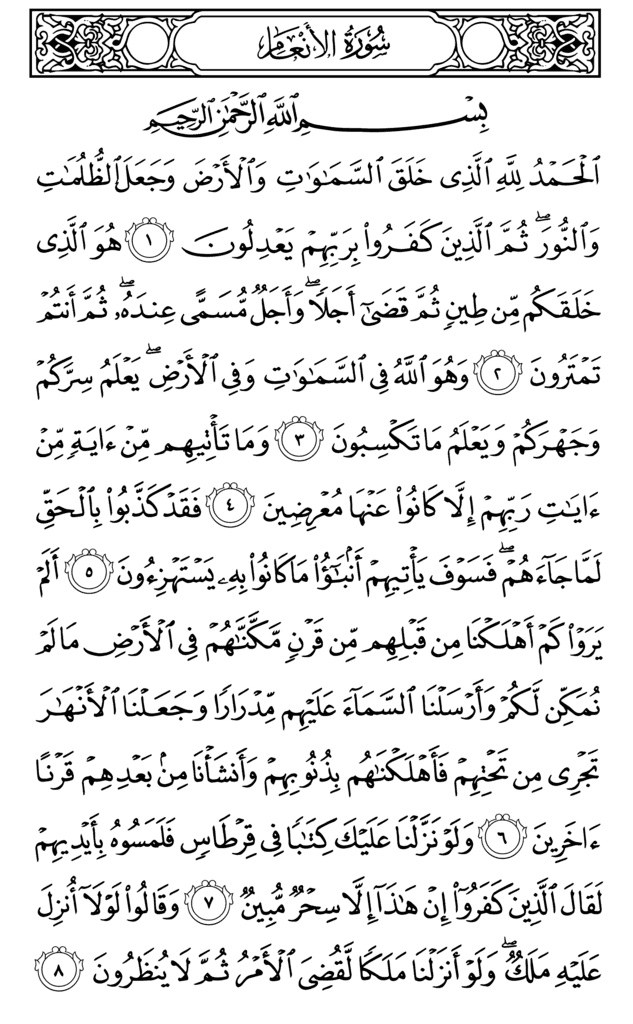 سُورَةُ الأَنْعَامِ
بِسْمِ ٱللَّهِ ٱلرَّحْمَٰنِ ٱلرَّحِيمِ
ٱلْحَمْدُ لِلَّهِ ٱلَّذِى خَلَقَ ٱلسَّمَٰوَٰتِ وَٱلْأَرْضَ وَجَعَلَ ٱلظُّلُمَٰتِ
وَٱلنُّورَ ۖ ثُمَّ ٱلَّذِينَ كَفَرُوا۟ بِرَبِّهِمْ يَعْدِلُونَ ١ هُوَ ٱلَّذِى
خَلَقَكُم مِّن طِينٍ ثُمَّ قَضَىٰٓ أَجَلًا ۖ وَأَجَلٌ مُّسَمًّى عِندَهُۥ ۖ ثُمَّ أَنتُمْ
تَمْتَرُونَ ٢ وَهُوَ ٱللَّهُ فِى ٱلسَّمَٰوَٰتِ وَفِى ٱلْأَرْضِ ۖ يَعْلَمُ سِرَّكُمْ
وَجَهْرَكُمْ وَيَعْلَمُ مَا تَكْسِبُونَ ٣ وَمَا تَأْتِيهِم مِّنْ ءَايَةٍ مِّنْ
ءَايَٰتِ رَبِّهِمْ إِلَّا كَانُوا۟ عَنْهَا مُعْرِضِينَ ٤ فَقَدْ كَذَّبُوا۟ بِٱلْحَقِّ
لَمَّا جَآءَهُمْ ۖ فَسَوْفَ يَأْتِيهِمْ أَنۢبَٰٓؤُا۟ مَا كَانُوا۟ بِهِۦ يَسْتَهْزِءُونَ ٥ أَلَمْ
يَرَوْا۟ كَمْ أَهْلَكْنَا مِن قَبْلِهِم مِّن قَرْنٍ مَّكَّنَّٰهُمْ فِى ٱلْأَرْضِ مَا لَمْ
نُمَكِّن لَّكُمْ وَأَرْسَلْنَا ٱلسَّمَآءَ عَلَيْهِم مِّدْرَارًا وَجَعَلْنَا ٱلْأَنْهَٰرَ
تَجْرِى مِن تَحْتِهِمْ فَأَهْلَكْنَٰهُم بِذُنُوبِهِمْ وَأَنشَأْنَا مِنۢ بَعْدِهِمْ قَرْنًا
ءَاخَرِينَ ٦ وَلَوْ نَزَّلْنَا عَلَيْكَ كِتَٰبًا فِى قِرْطَاسٍ فَلَمَسُوهُ بِأَيْدِيهِمْ
لَقَالَ ٱلَّذِينَ كَفَرُوٓا۟ إِنْ هَٰذَآ إِلَّا سِحْرٌ مُّبِينٌ ٧ وَقَالُوا۟ لَوْلَآ أُنزِلَ
عَلَيْهِ مَلَكٌ ۖ وَلَوْ أَنزَلْنَا مَلَكًا لَّقُضِىَ ٱلْأَمْرُ ثُمَّ لَا يُنظَرُونَ ٨